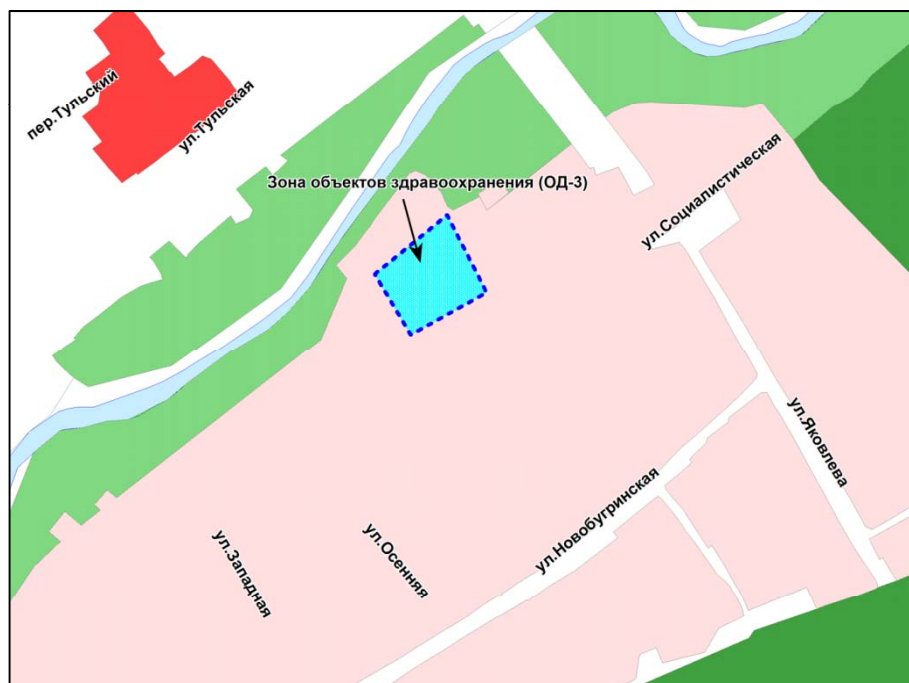 пер.Тульский
ул.Тульская
Зона объектов здравоохранения (ОД-3)
ул.Социалистическая
ул.Яковлева
ул.Новобугринская
ул.Осенняя
ул.Западная